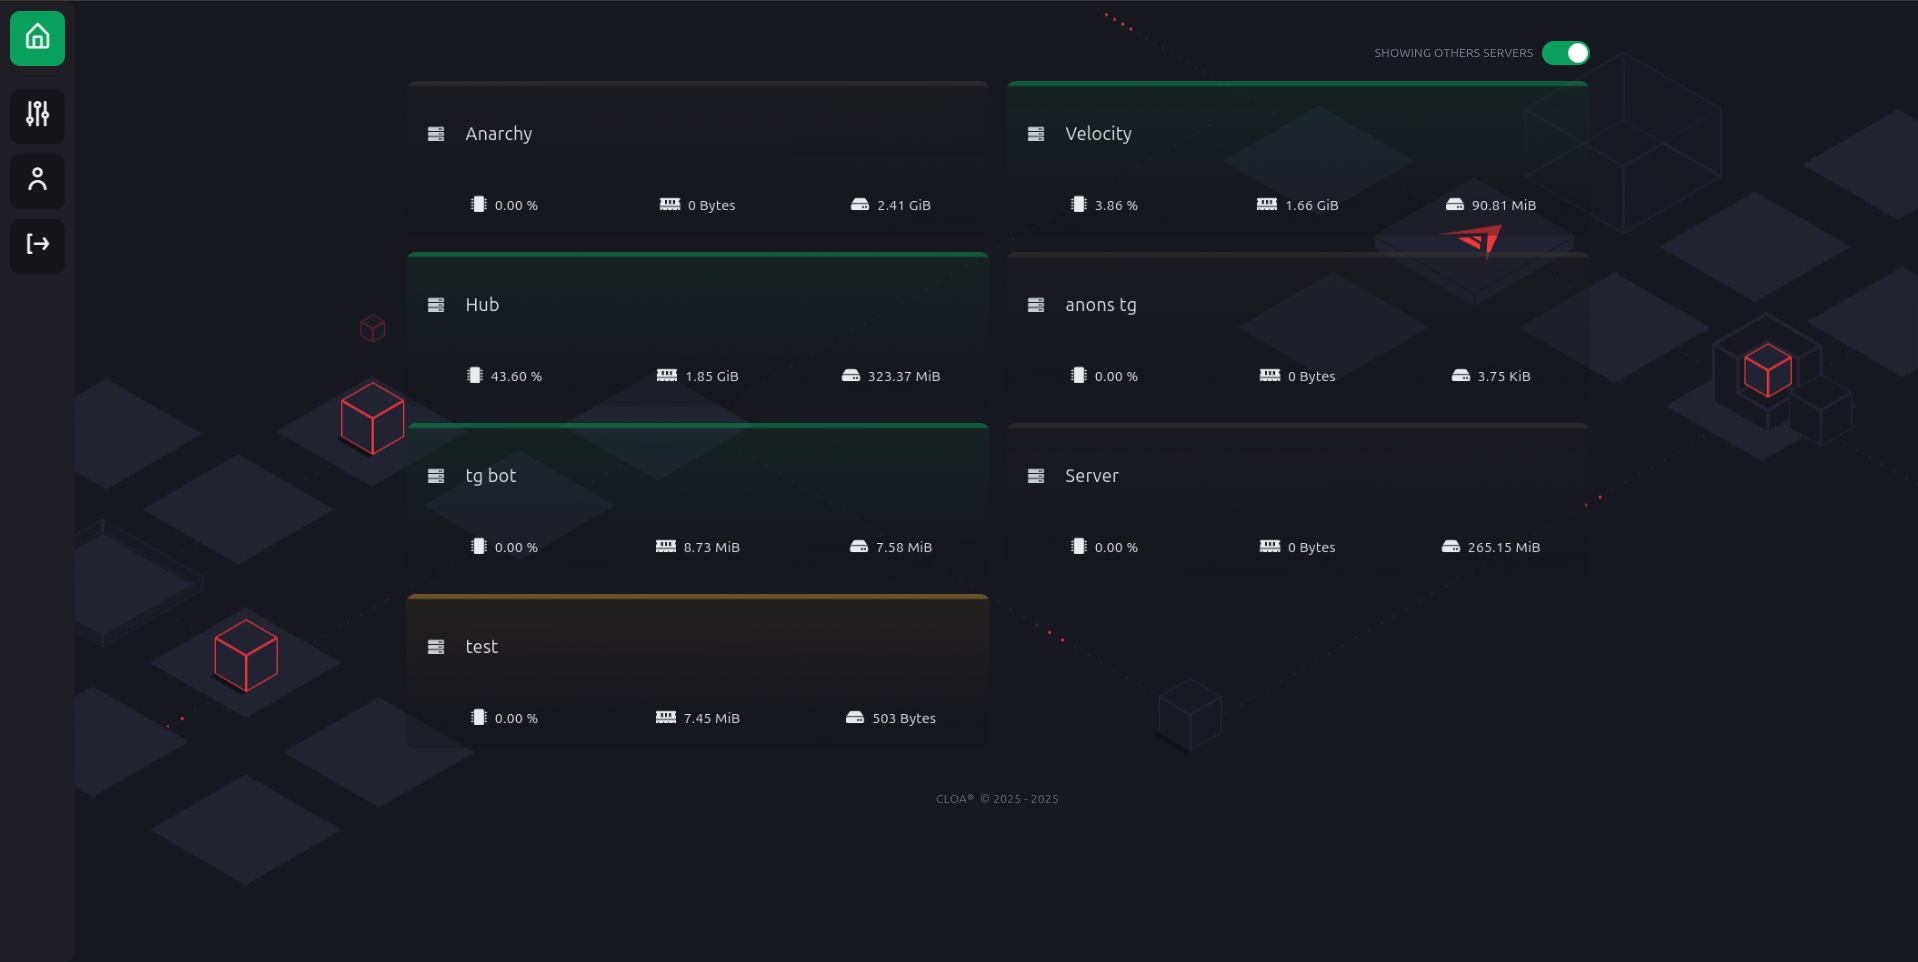 SHOWING OTHERS SERVERS
Anarchy
0.00 %
0 Bytes
2.41 GiB
Velocity
3.86 %
1.66 GiB
90.81 MiB
Hub
43.60 %
1.85 GiB
323.37 MiB
anons tg
0.00 %
0 Bytes
3.75 KiB
tg bot
0.00 %
8.73 MiB
7.58 MiB
Server
0.00 %
0 Bytes
265.15 MiB
test
0.00 %
7.45 MiB
503 Bytes
CLOA® © 2025 - 2025